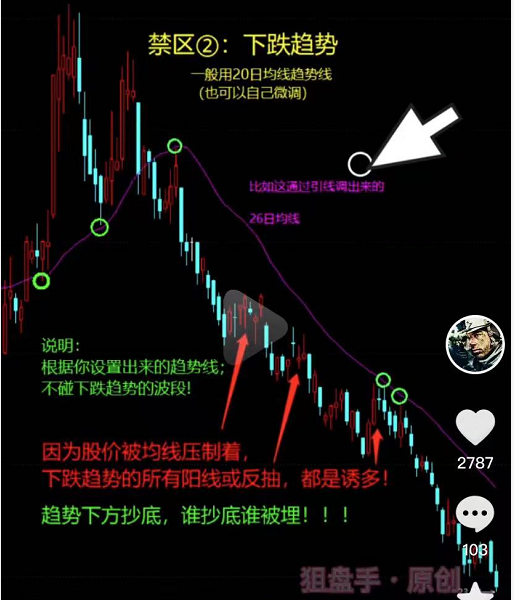 禁区②：下跌趋势
一般用20日均线趋势线
（也可以自己微调）
比如这通过引线调出来的
26日均线
说明：
根据你设置出来的趋势线；
不碰下跌趋势的波段!
因为股价被均线压制着，
下跌趋势的所有阳线或反抽，都是诱多！
趋势下方抄底，谁抄底谁被埋！！！
2787
103
狙盘手·原创